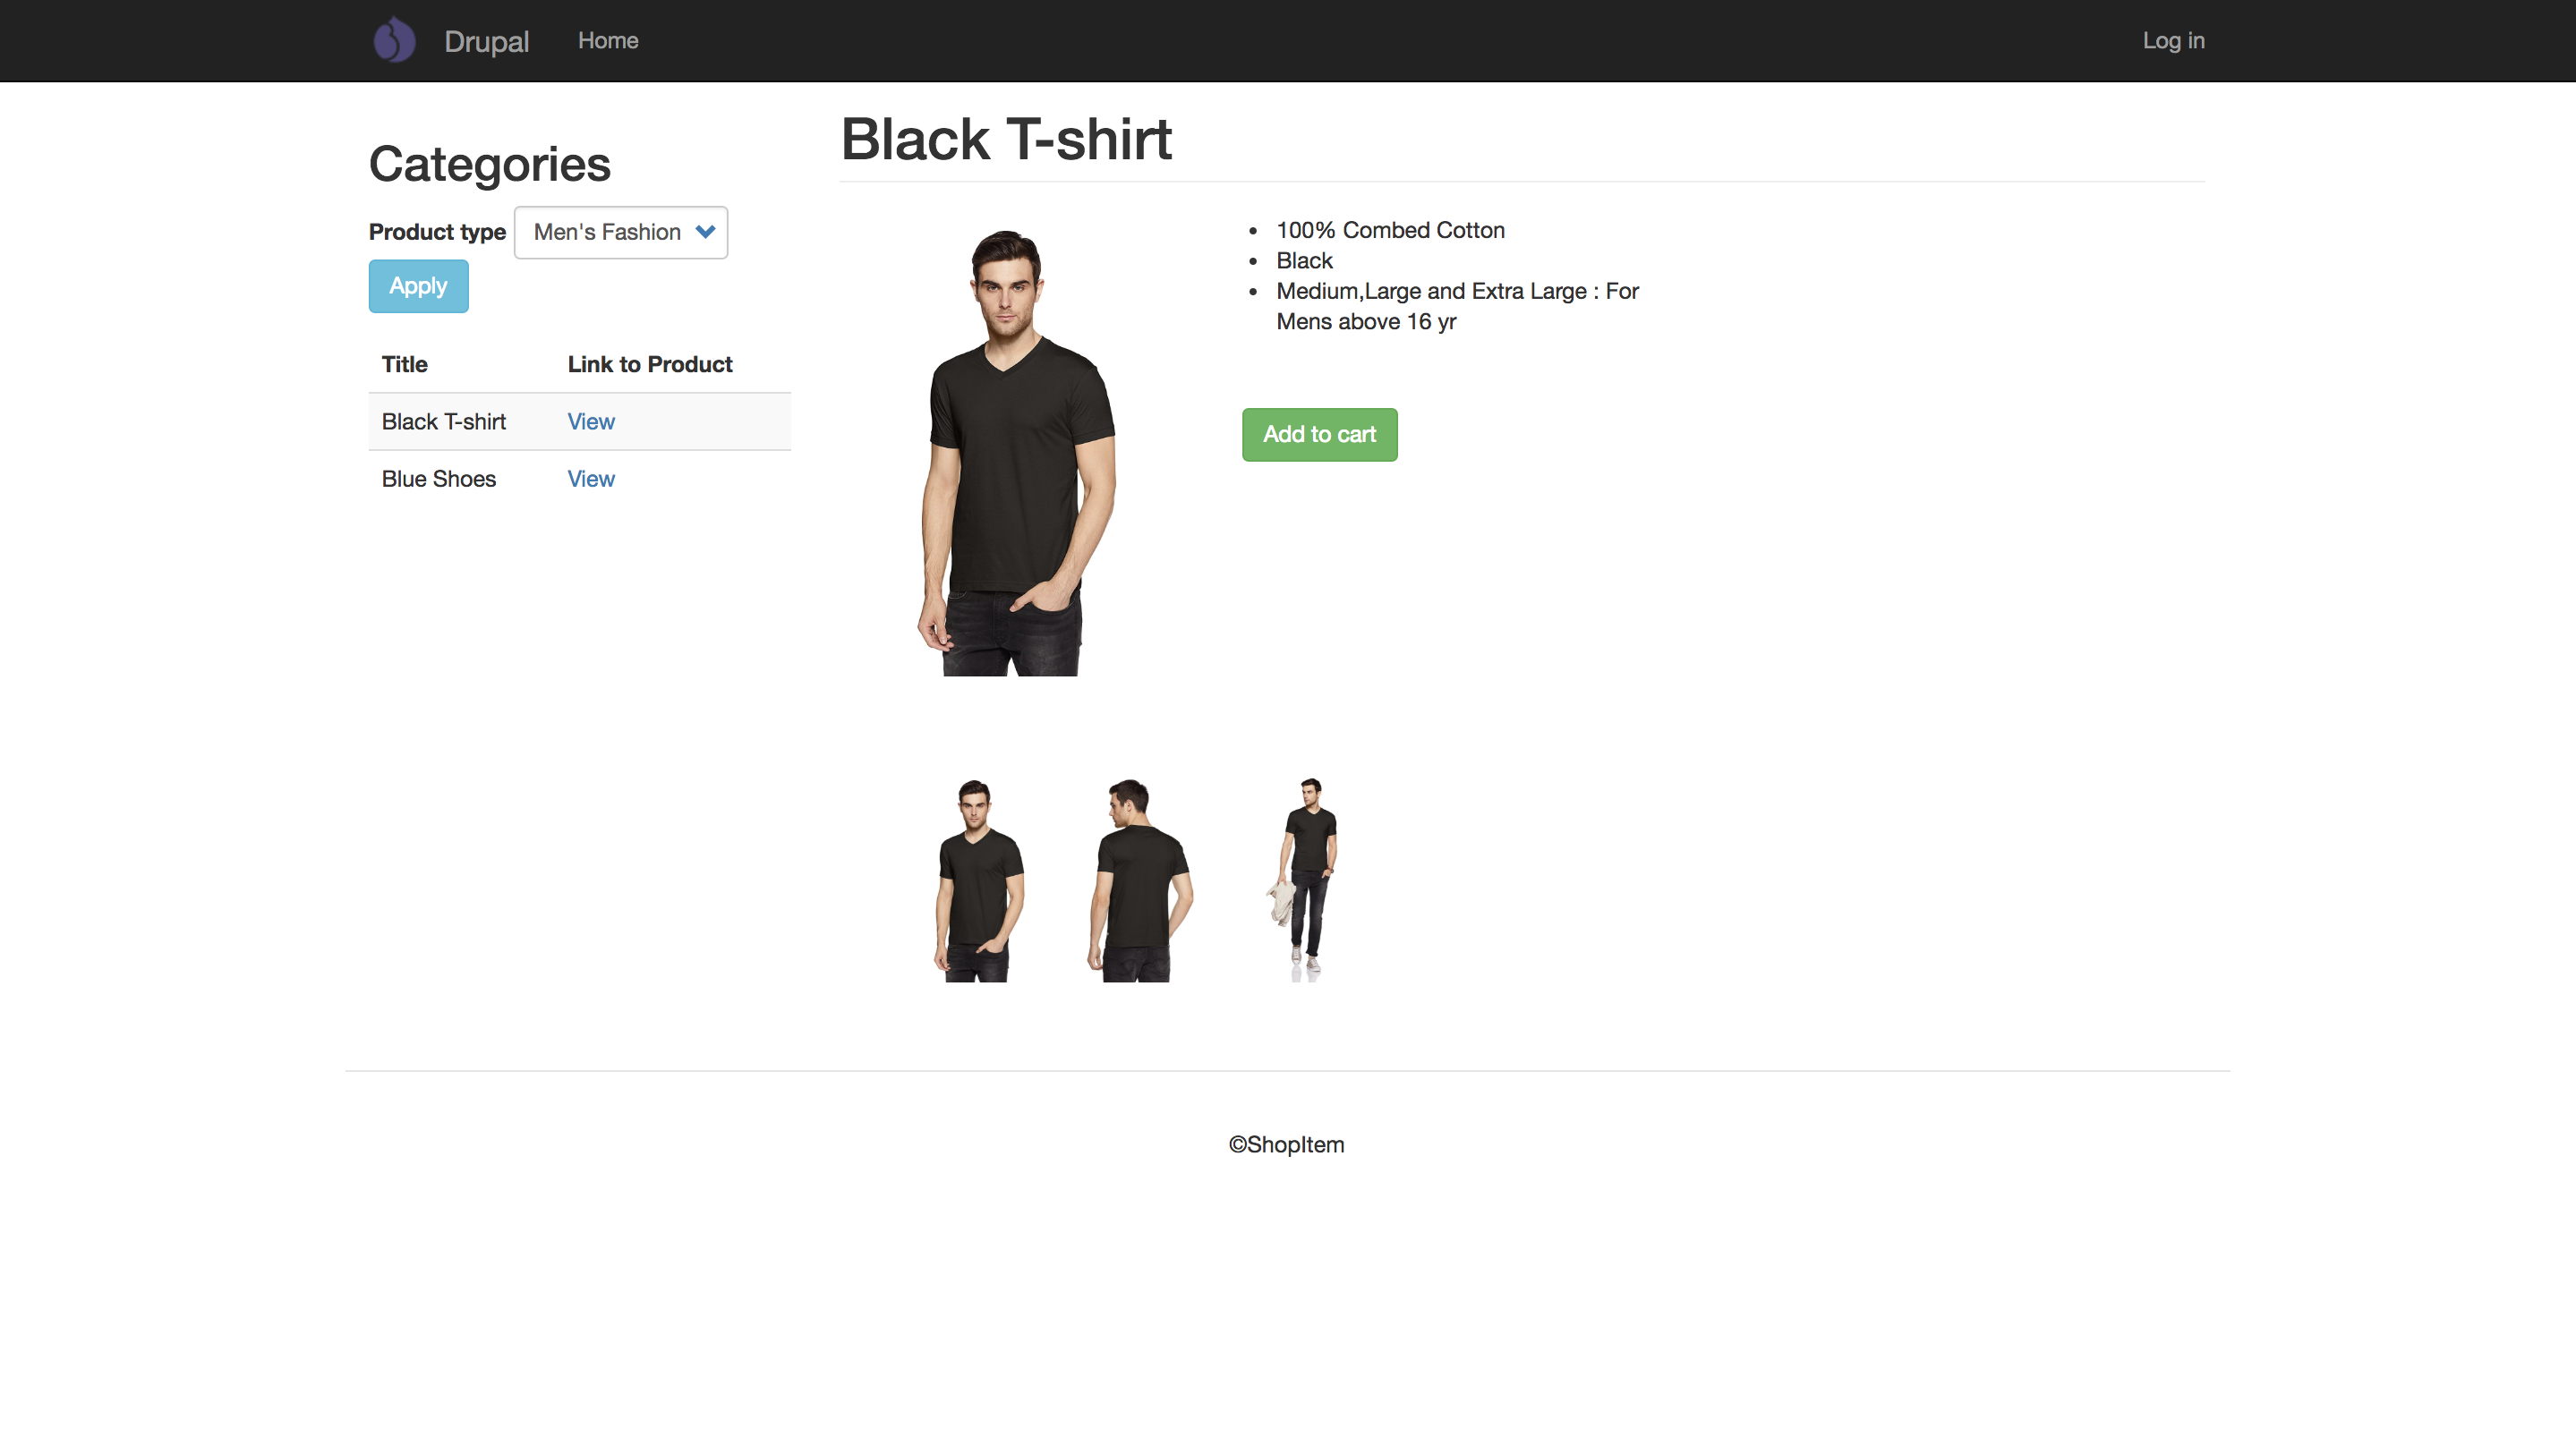 Drupal
Home
Log in
Categories
Product type
Men's Fashion
Apply
Title Link to Product
Black T-shirt View
Blue Shoes View
Black T-shirt
100% Combed Cotton
Black
Medium,Large and Extra Large : For
Mens above 16 yr
Add to cart
©ShopItem